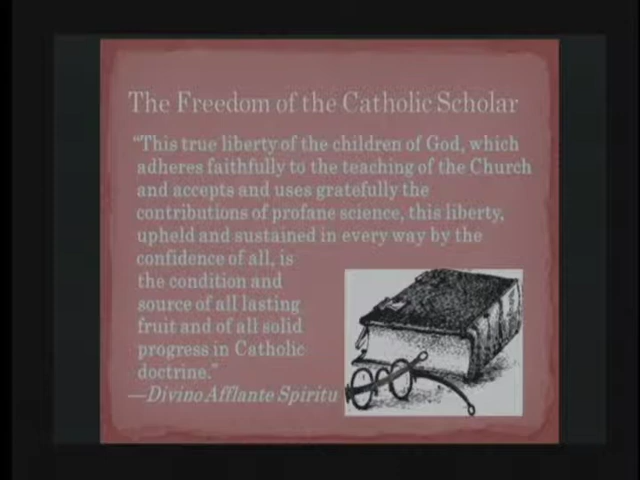 The Freedom of the Catholic Scholar
"This true liberty of the children of God, which
adheres faithfully to the teaching of the Church
and accepts and uses gratefully the
contributions of profane science, this liberty,
upheld and sustained in every way by the
confidence of all, is
the condition and
source of all lasting
fruit and of all solid
progress in Catholic
doctrine."
—Divino Afflante Spiritu